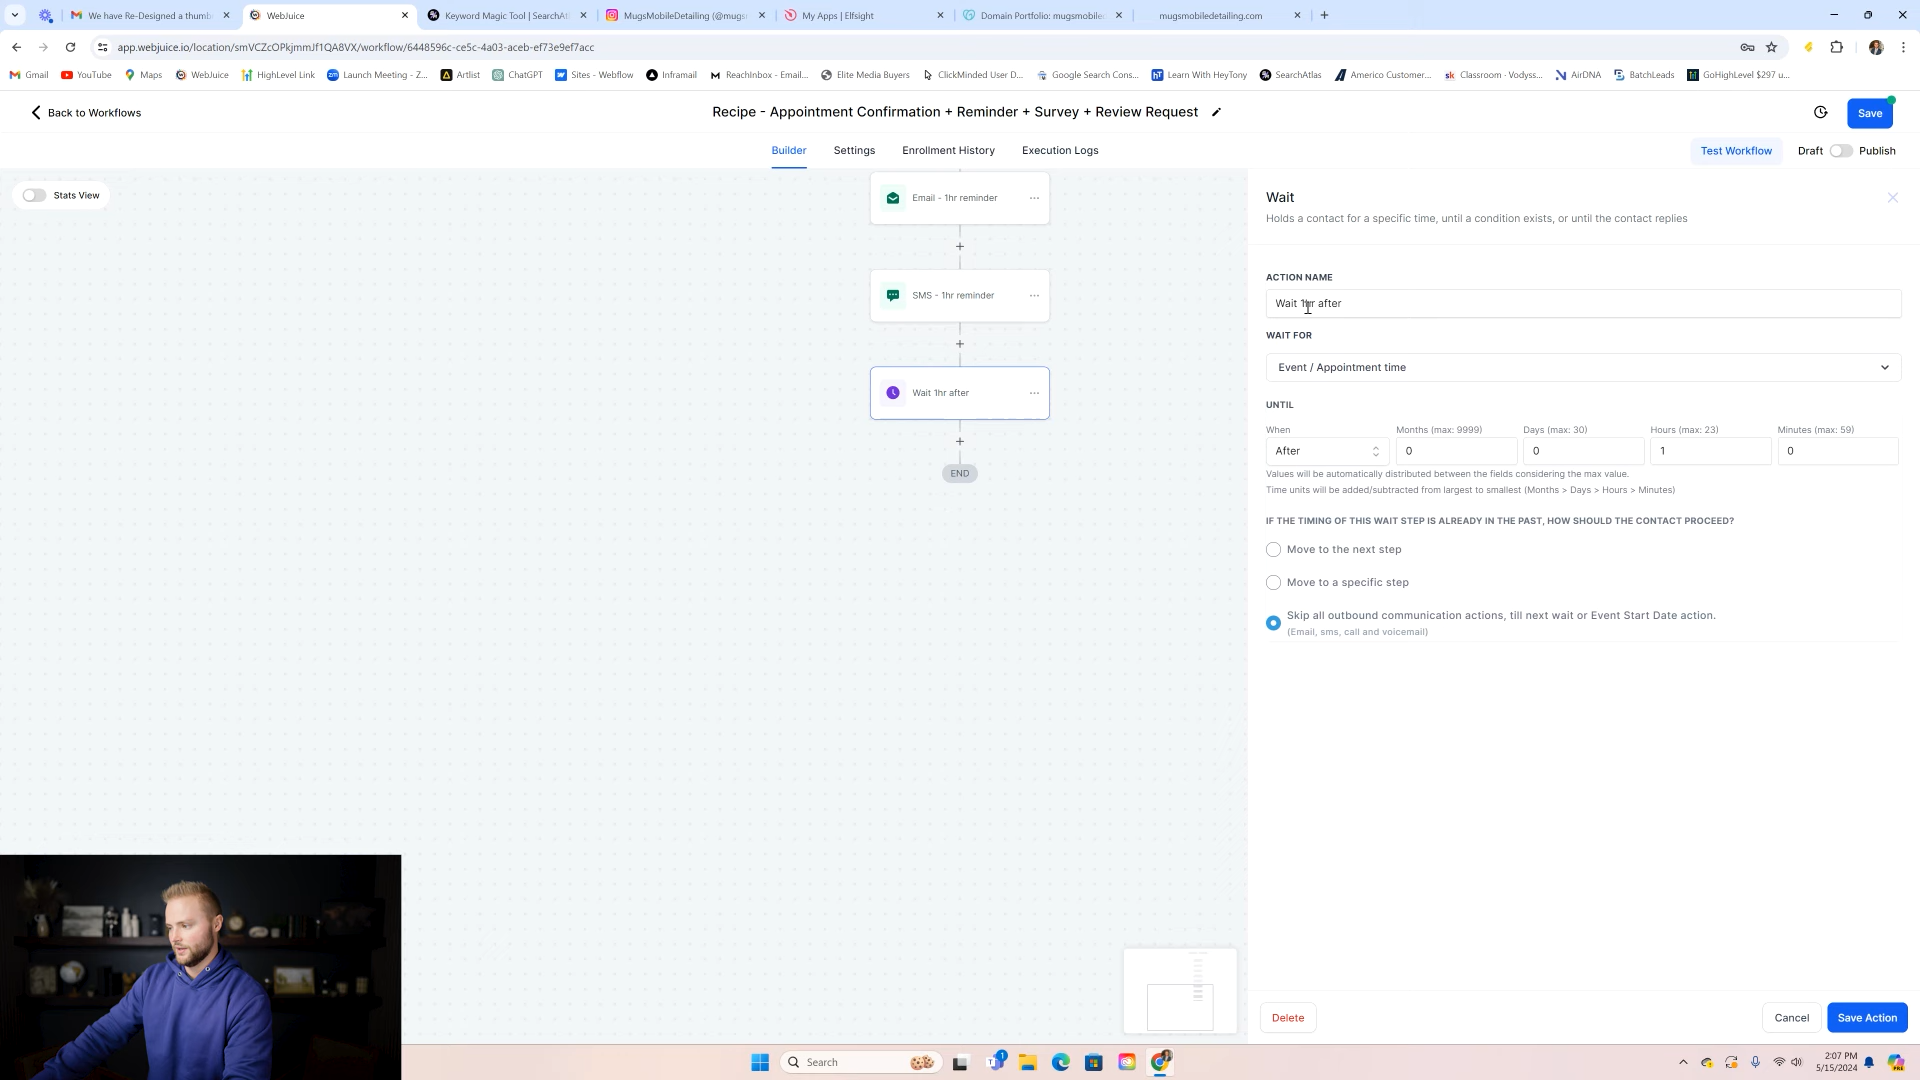 We have Re-Designed a thumb
WebJuice
Keyword Magic Tool | SearchAtl
MugsMobileDetailing (@mugs
My Apps | Elfsight
Domain Portfolio: mugsmobiled
mugsmobiledetailing.com
app.webjuice.io/location/smVCZcOPkjmmJf1QA8VX/workflow/6448596c-ce5c-4a03-aceb-ef73e9ef7acc
Gmail
YouTube
Maps
WebJuice
HighLevel Link
Launch Meeting - Z...
Artlist
ChatGPT
Sites - Webflow
Inframail
ReachInbox - Email...
Elite Media Buyers
ClickMinded User D...
Google Search Cons...
Learn With HeyTony
SearchAtlas
Americo Customer...
Classroom · Vodyss...
AirDNA
BatchLeads
GoHighLevel $297 u...
Back to Workflows
Recipe - Appointment Confirmation + Reminder + Survey + Review Request
Save
Builder
Settings
Enrollment History
Execution Logs
Test Workflow
Draft
Publish
Stats View
Email - 1hr reminder
SMS - 1hr reminder
Wait 1hr after
END
Wait
Holds a contact for a specific time, until a condition exists, or until the contact replies
ACTION NAME
Wait 1hr after
WAIT FOR
Event / Appointment time
UNTIL
When
Months (max: 9999)
Days (max: 30)
Hours (max: 23)
Minutes (max: 59)
After
0
0
1
0
Values will be automatically distributed between the fields considering the max value.
Time units will be added/subtracted from largest to smallest (Months > Days > Hours > Minutes)
IF THE TIMING OF THIS WAIT STEP IS ALREADY IN THE PAST, HOW SHOULD THE CONTACT PROCEED?
Move to the next step
Move to a specific step
Skip all outbound communication actions, till next wait or Event Start Date action.
(Email, sms, call and voicemail)
Delete
Cancel
Save Action
Search
1
2:07 PM
5/15/2024